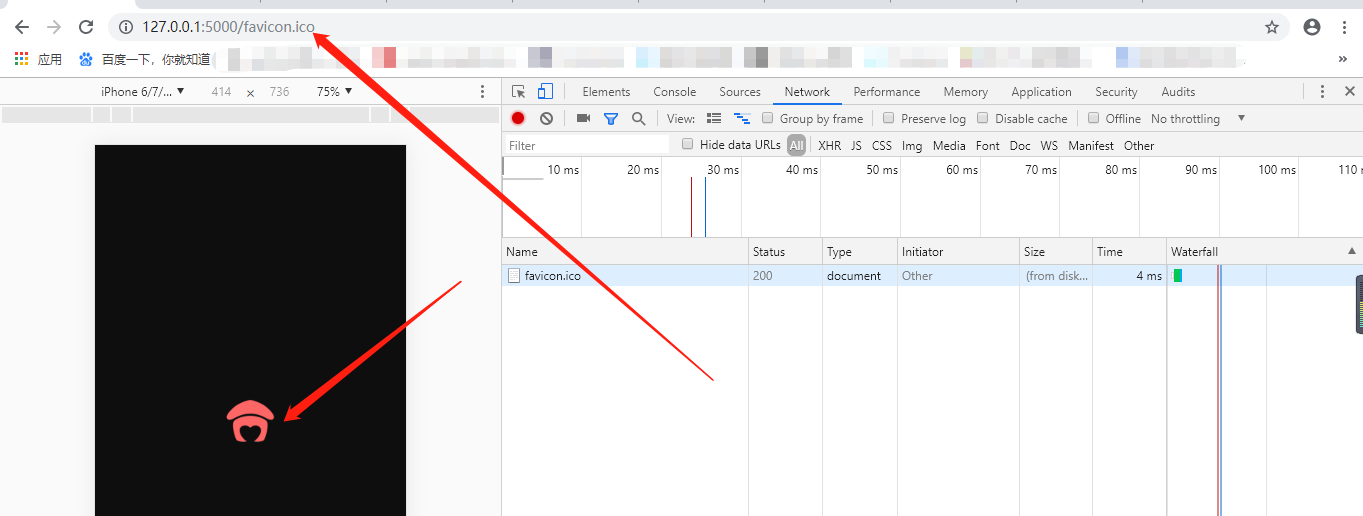 127.0.0.1:5000/favicon.ico
应用 百度一下，你就知道 »
iPhone 6/7/... ▼ 414 × 736 75% ▼
Elements Console Sources Network Performance Memory Application Security Audits
View: Group by frame Preserve log Disable cache Offline No throttling ▼
Filter Hide data URLs All XHR JS CSS Img Media Font Doc WS Manifest Other
10 ms 20 ms 30 ms 40 ms 50 ms 60 ms 70 ms 80 ms 90 ms 100 ms 110 m
Name Status Type Initiator Size Time Waterfall
favicon.ico 200 document Other (from disk... 4 ms